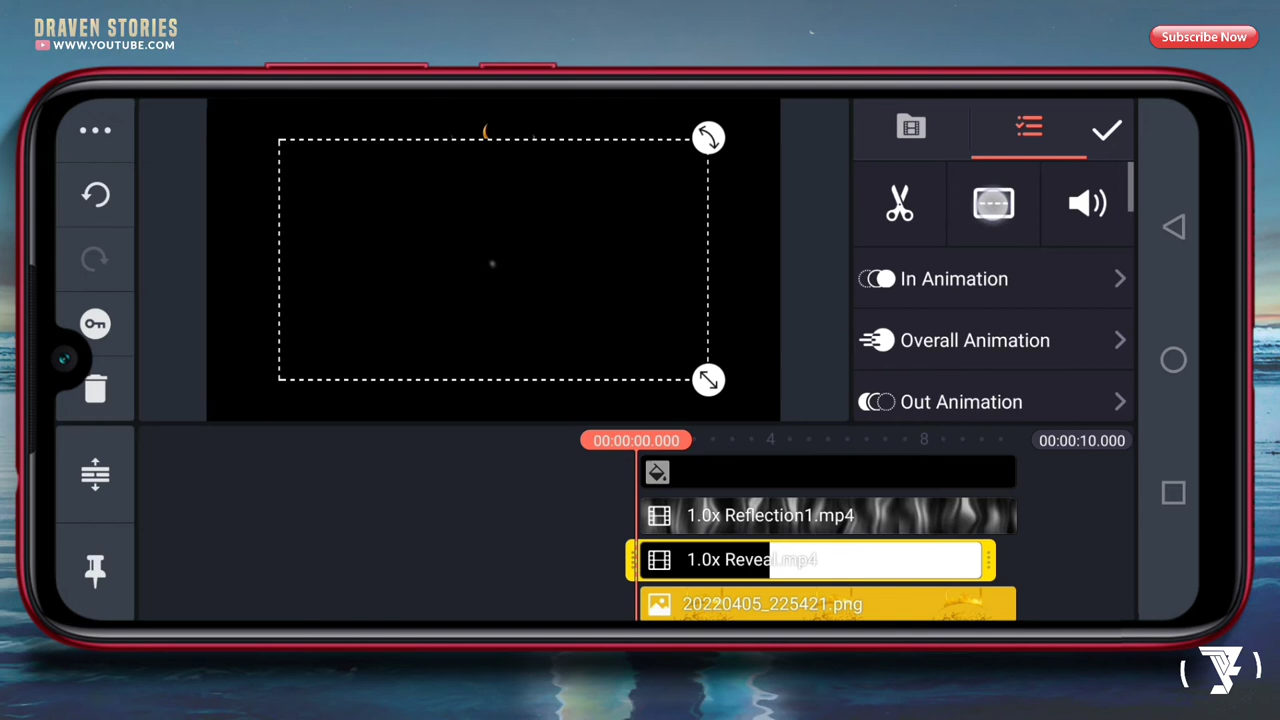 DRAVEN STORIES
WWW.YOUTUBE.COM
Subscribe Now
In Animation
Overall Animation
Out Animation
00:00:00.000
4
8
00:00:10.000
1.0x Reflection1.mp4
1.0x Reveal.mp4
20220405_225421.png